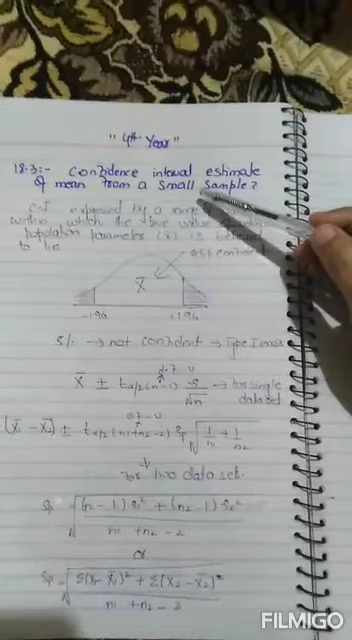 "4th Year"
18.3:- Confidence interval estimate
of mean from a small sample?
C.I expressed by a range
within which the true value
population parameter (θ) is believed
to lie
95% confident
X̄
-1.96 +1.96
5% → not confident → Type I error
d.f v
X̄ ± tα/2(n-1) s/√n → for single
data set
d.f = v
(X̄1 - X̄2) ± tα/2(n1+n2-2) Sp √(1/n1 + 1/n2)
↓
for two data sets
Sp = √((n1 - 1)s1² + (n2 - 1)s2² / n1 + n2 - 2)
or
Sp = √(Σ(X1 - X̄1)² + Σ(X2 - X̄2)² / n1 + n2 - 2)
FILMIGO